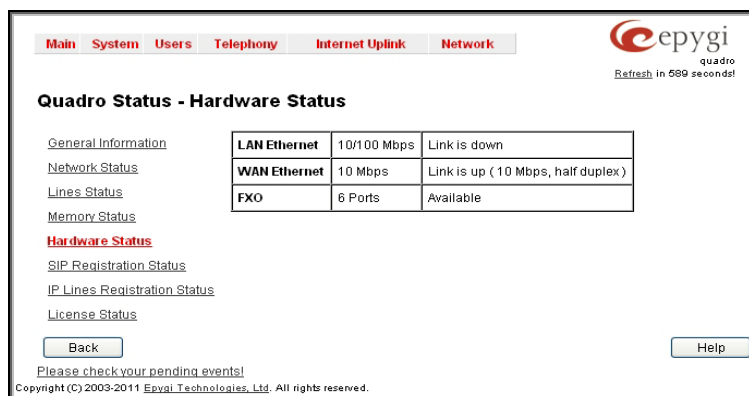 Main System Users Telephony Internet Uplink Network
epygi
quadro
Refresh in 589 seconds!
Quadro Status - Hardware Status
General Information
Network Status
Lines Status
Memory Status
Hardware Status
SIP Registration Status
IP Lines Registration Status
License Status
LAN Ethernet 10/100 Mbps Link is down
WAN Ethernet 10 Mbps Link is up ( 10 Mbps, half duplex )
FXO 6 Ports Available
Back
Help
Please check your pending events!
Copyright (C) 2003-2011 Epygi Technologies, Ltd. All rights reserved.